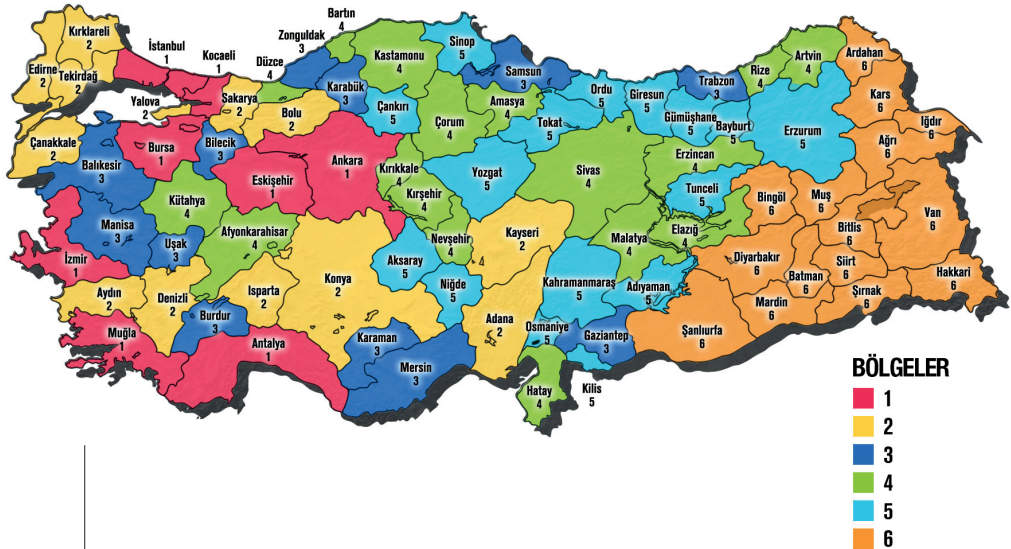 Kırklareli
2
Edirne
2
Tekirdağ
2
İstanbul
1
Kocaeli
1
Yalova
2
Sakarya
2
Düzce
4
Zonguldak
3
Bartın
4
Karabük
3
Kastamonu
4
Sinop
5
Samsun
3
Bolu
2
Çankırı
5
Çorum
4
Amasya
4
Tokat
5
Ordu
5
Giresun
5
Trabzon
3
Gümüşhane
5
Bayburt
5
Rize
4
Artvin
4
Ardahan
6
Kars
6
Iğdır
6
Ağrı
6
Erzurum
5
Erzincan
4
Çanakkale
2
Balıkesir
3
Bursa
1
Bilecik
3
Eskişehir
1
Ankara
1
Kırıkkale
4
Kırşehir
4
Yozgat
5
Sivas
4
Tunceli
5
Bingöl
6
Muş
6
Van
6
Bitlis
6
Kütahya
4
Manisa
3
Uşak
3
Afyonkarahisar
4
İzmir
1
Aydın
2
Denizli
2
Isparta
2
Burdur
3
Konya
2
Aksaray
5
Nevşehir
4
4
Kayseri
2
Niğde
5
Malatya
4
Elazığ
4
Diyarbakır
6
Batman
6
Siirt
6
Şırnak
6
Hakkari
6
Mardin
6
Şanlıurfa
6
Kahramanmaraş
5
Adıyaman
5
Muğla
1
Antalya
1
Karaman
3
Mersin
3
Adana
2
Osmaniye
5
Gaziantep
3
Hatay
4
Kilis
5
BÖLGELER
1
2
3
4
5
6